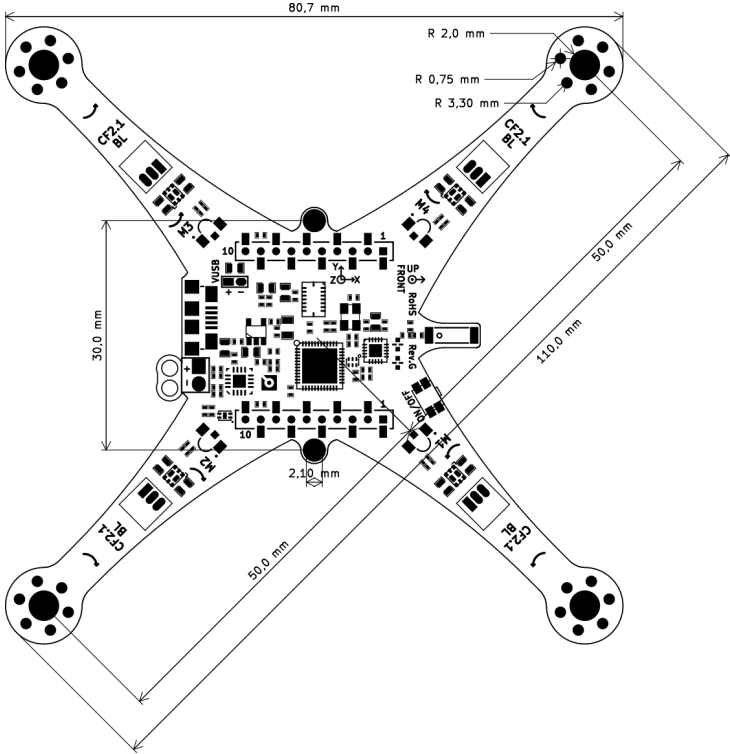 80,7 mm
R 2,0 mm
R 0,75 mm
R 3,30 mm
CF2.1
BL
CF2.1
BL
M3
M4
10
1
VUSB
+ -
Y
Z X
UP
FRONT
RoHS
50,0 mm
30,0 mm
110,0 mm
Rev.G
+
-
ON/OFF
1
10
M2
M1
2,10 mm
CF2.1
BL
CF2.1
BL
50,0 mm